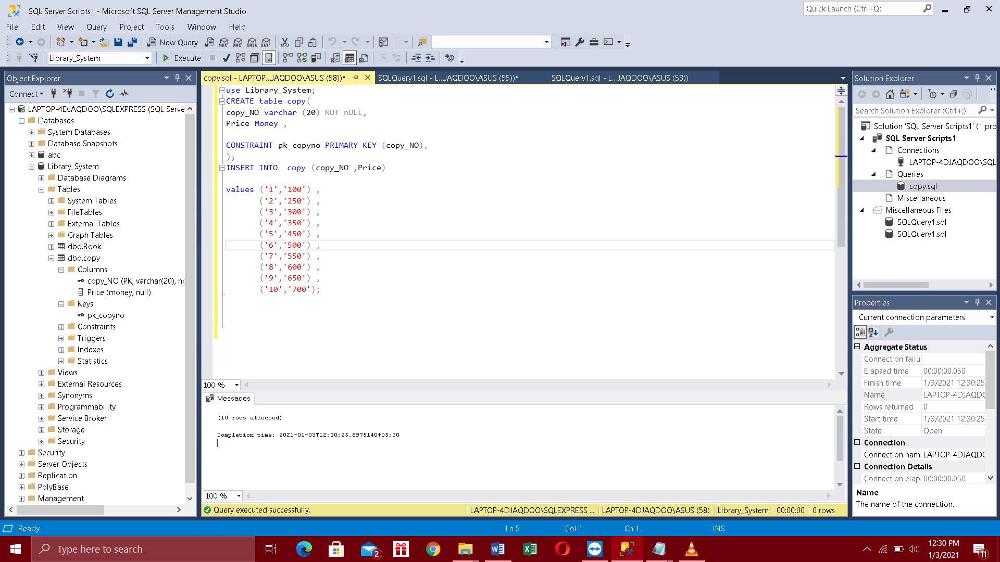 SQL Server Scripts1 - Microsoft SQL Server Management Studio
Quick Launch (Ctrl+Q)
File Edit View Query Project Tools Window Help
New Query
MDX DMX XMLA DAX
Library_System
Execute
Object Explorer
Connect
LAPTOP-4DJAQDOO\SQLEXPRESS (SQL Serve
Databases
System Databases
Database Snapshots
abc
Library_System
Database Diagrams
Tables
System Tables
FileTables
External Tables
Graph Tables
dbo.Book
dbo.copy
Columns
copy_NO (PK, varchar(20), no
Price (money, null)
Keys
pk_copyno
Constraints
Triggers
Indexes
Statistics
Views
External Resources
Synonyms
Programmability
Service Broker
Storage
Security
Security
Server Objects
Replication
PolyBase
Management
copy.sql - LAPTOP...JAQDOO\ASUS (58))*
SQLQuery1.sql - L...JAQDOO\ASUS (55))*
SQLQuery1.sql - L...JAQDOO\ASUS (53))
use Library_System;
CREATE table copy(
copy_NO varchar (20) NOT nULL,
Price Money ,
CONSTRAINT pk_copyno PRIMARY KEY (copy_NO),
);
INSERT INTO  copy (copy_NO ,Price)
values ('1','100') ,
('2','250') ,
('3','300') ,
('4','350') ,
('5','450') ,
('6','500') ,
('7','550') ,
('8','600') ,
('9','650') ,
('10','700');
100 %
Messages
(10 rows affected)
Completion time: 2021-01-03T12:30:25.8975140+05:30
100 %
Query executed successfully.
LAPTOP-4DJAQDOO\SQLEXPRESS ...
LAPTOP-4DJAQDOO\ASUS (58)
Library_System
00:00:00
0 rows
Solution Explorer
Search Solution Explorer (Ctrl+;)
Solution 'SQL Server Scripts1' (1 pro
SQL Server Scripts1
Connections
LAPTOP-4DJAQDOO\SQL
Queries
copy.sql
Miscellaneous
Miscellaneous Files
SQLQuery1.sql
SQLQuery1.sql
Properties
Current connection parameters
Aggregate Status
Connection failu
Elapsed time 00:00:00.050
Finish time 1/3/2021 12:30:25
Name LAPTOP-4DJAQDO
Rows returned 0
Start time 1/3/2021 12:30:25
State Open
Connection
Connection nam LAPTOP-4DJAQDO
Connection Details
Connection elap 00:00:00.050
Name
The name of the connection.
Ready
Ln 5
Col 1
Ch 1
INS
Type here to search
2
12:30 PM
1/3/2021
11